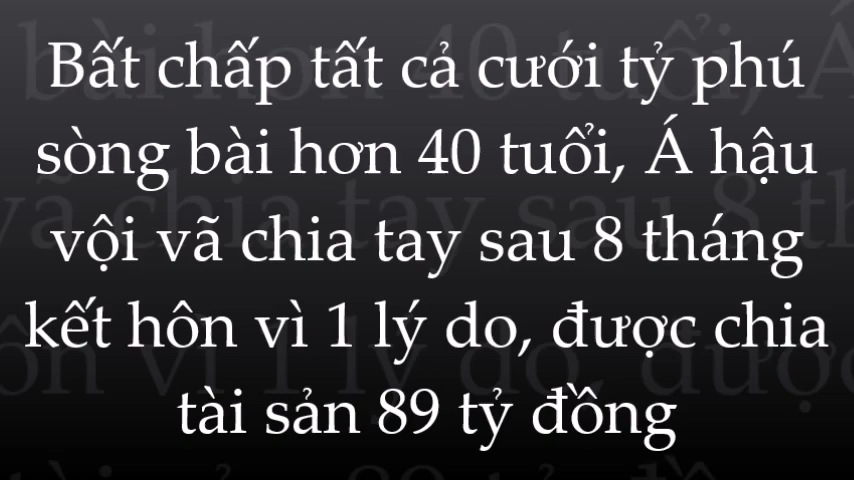 Bất chấp tất cả cưới tỷ phú
sòng bài hơn 40 tuổi, Á hậu
vội vã chia tay sau 8 tháng
kết hôn vì 1 lý do, được chia
tài sản 89 tỷ đồng